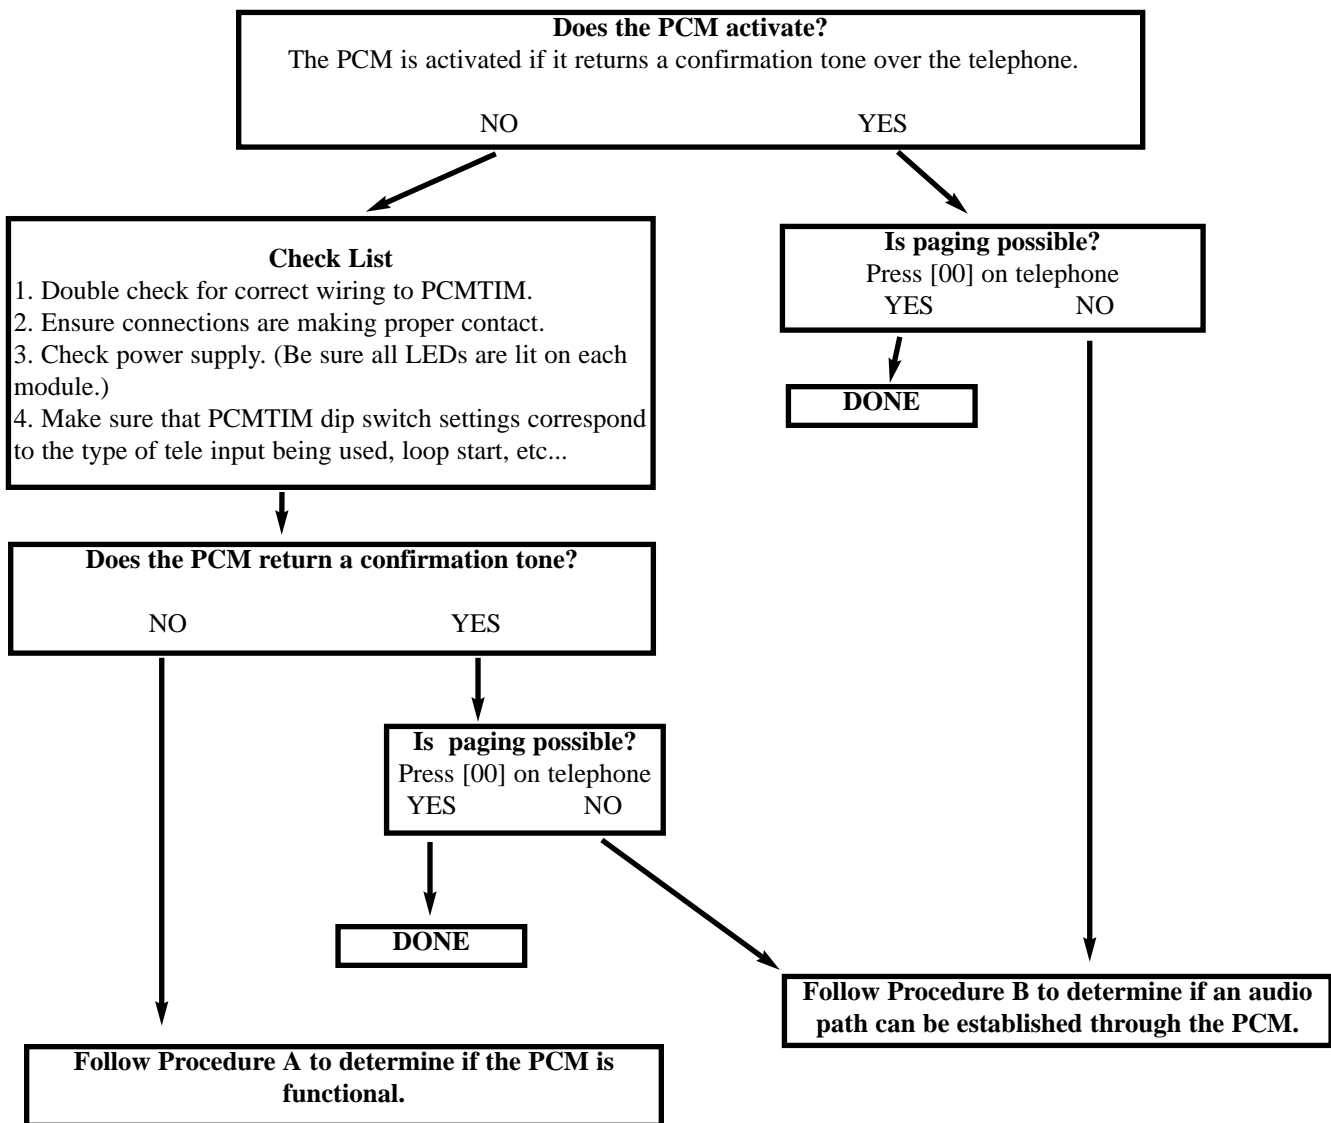 Does the PCM activate?
The PCM is activated if it returns a confirmation tone over the telephone.
NO YES
Check List
1. Double check for correct wiring to PCMTIM.
2. Ensure connections are making proper contact.
3. Check power supply. (Be sure all LEDs are lit on each
module.)
4. Make sure that PCMTIM dip switch settings correspond
to the type of tele input being used, loop start, etc...
Is paging possible?
Press [00] on telephone
YES NO
DONE
Does the PCM return a confirmation tone?
NO YES
Is paging possible?
Press [00] on telephone
YES NO
DONE
Follow Procedure B to determine if an audio
path can be established through the PCM.
Follow Procedure A to determine if the PCM is
functional.